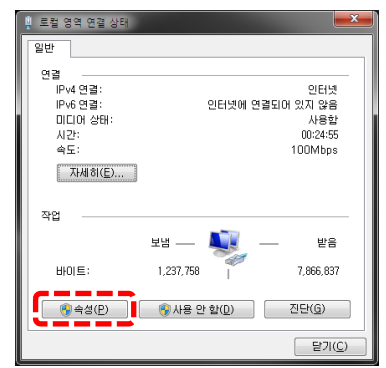 로컬 영역 연결 상태
일반
연결
IPv4 연결: 인터넷
IPv6 연결: 인터넷에 연결되어 있지 않음
미디어 상태: 사용함
시간: 00:24:55
속도: 100Mbps
자세히(E)...
작업
보냄 — — 받음
바이트: 1,237,758 | 7,866,837
속성(P) 사용 안 함(D) 진단(G)
닫기(C)